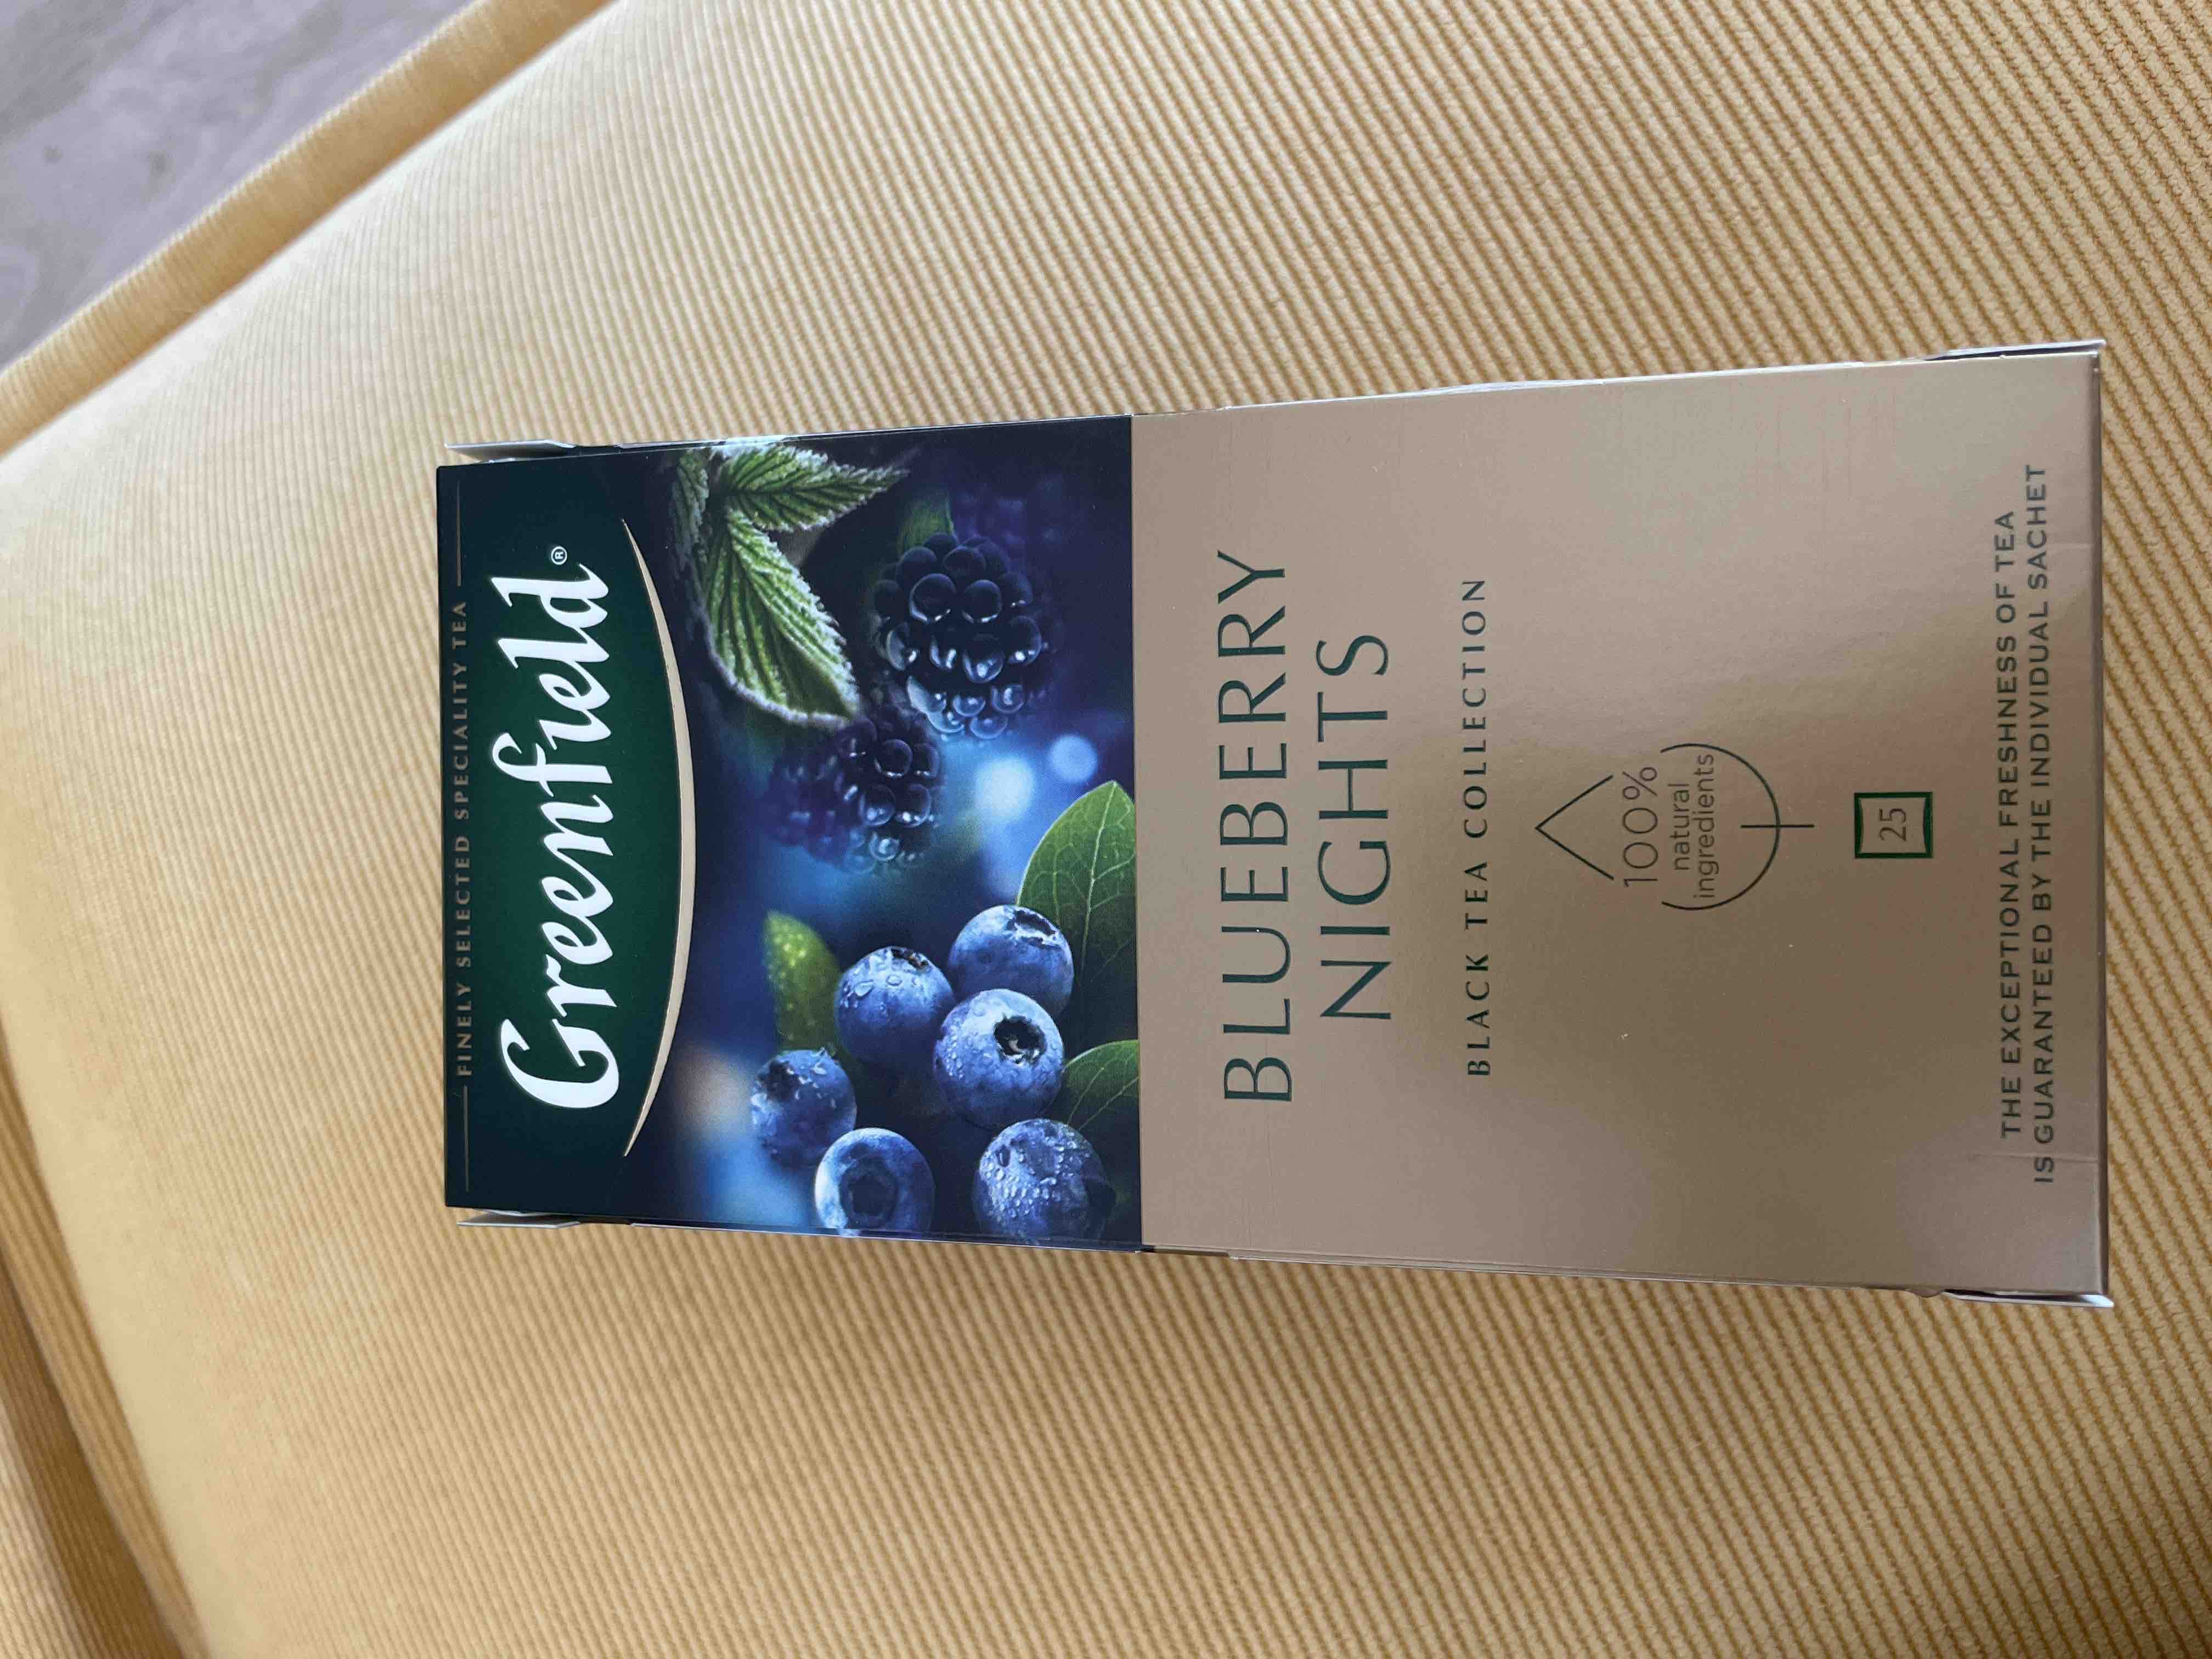 FINELY SELECTED SPECIALITY TEA
Greenfield®
BLUEBERRY
NIGHTS
BLACK TEA COLLECTION
100%
natural
ingredients
25
THE EXCEPTIONAL FRESHNESS OF TEA
IS GUARANTEED BY THE INDIVIDUAL SACHET